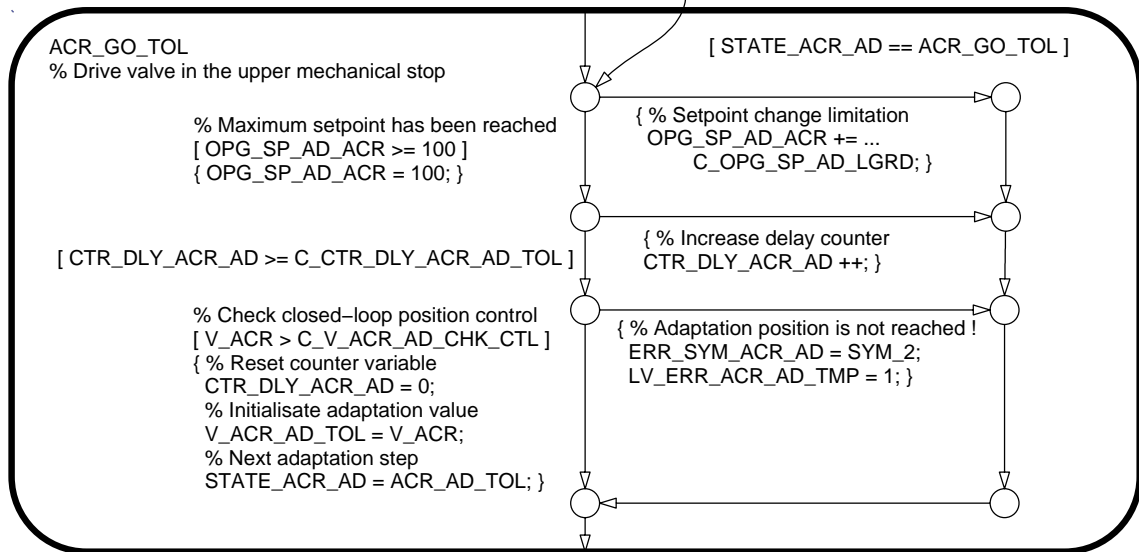 ACR_GO_TOL
% Drive valve in the upper mechanical stop
[ STATE_ACR_AD == ACR_GO_TOL ]
% Maximum setpoint has been reached
[ OPG_SP_AD_ACR >= 100 ]
{ OPG_SP_AD_ACR = 100; }
{ % Setpoint change limitation
OPG_SP_AD_ACR += ...
C_OPG_SP_AD_LGRD; }
[ CTR_DLY_ACR_AD >= C_CTR_DLY_ACR_AD_TOL ]
{ % Increase delay counter
CTR_DLY_ACR_AD ++; }
% Check closed−loop position control
[ V_ACR > C_V_ACR_AD_CHK_CTL ]
{ % Reset counter variable
CTR_DLY_ACR_AD = 0;
% Initialisate adaptation value
V_ACR_AD_TOL = V_ACR;
% Next adaptation step
STATE_ACR_AD = ACR_AD_TOL; }
{ % Adaptation position is not reached !
ERR_SYM_ACR_AD = SYM_2;
LV_ERR_ACR_AD_TMP = 1; }